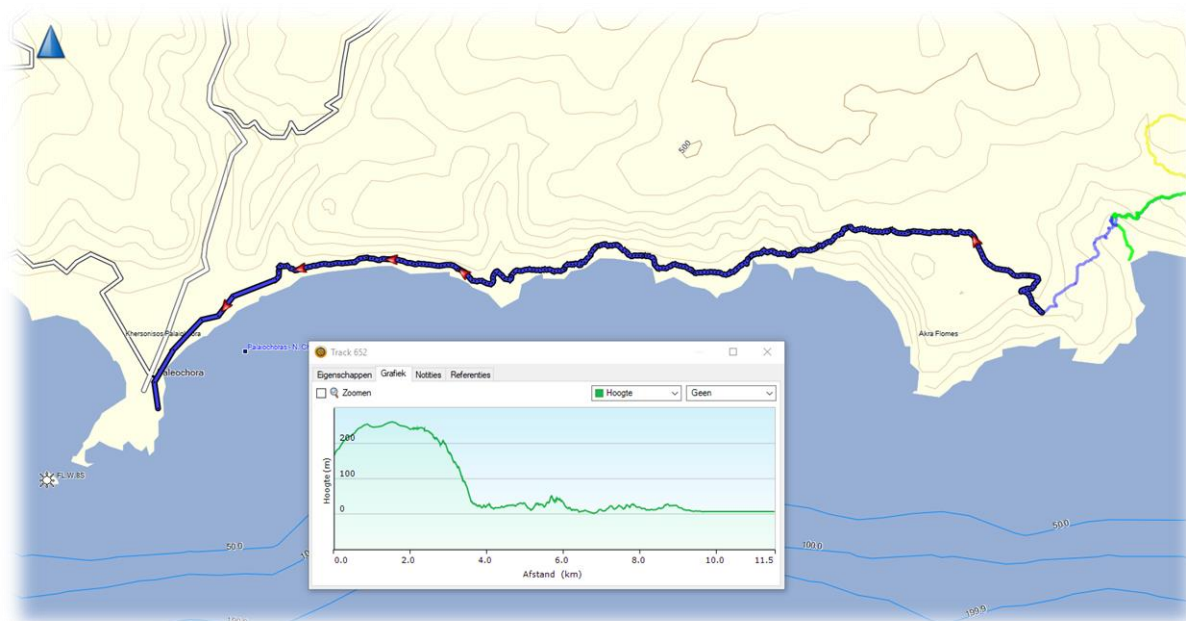 500
Khersonisos Palaiochora
Palaiochoras - N. Ch
Paleochora
Akra Flomes
FL.W.8S
50.0
50.0
100.0
199.9
Track 652
Eigenschappen
Grafiek
Notities
Referenties
Zoomen
Hoogte
Geen
Hoogte (m)
200
100
0
0.0 2.0 4.0 6.0 8.0 10.0 11.5
Afstand (km)